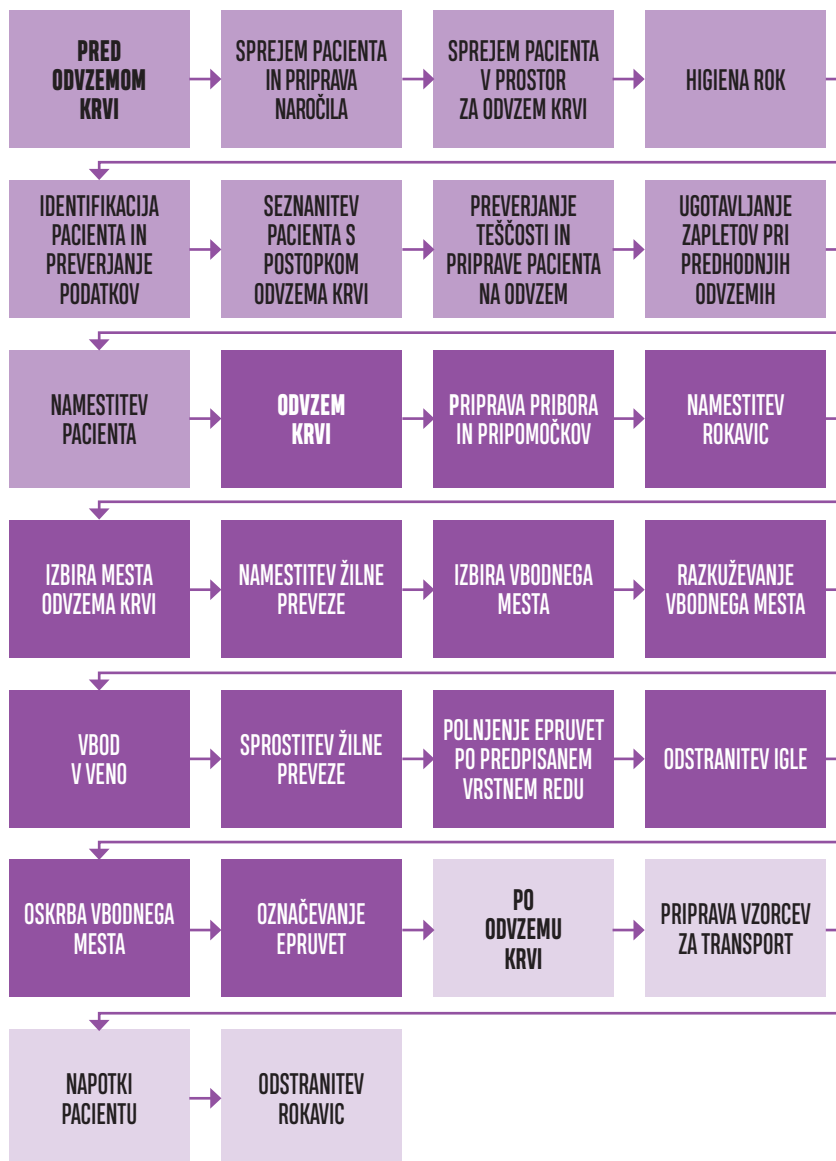 PRED
ODVZEMOM
KRVI
SPREJEM PACIENTA
IN PRIPRAVA
NAROČILA
SPREJEM PACIENTA
V PROSTOR
ZA ODVZEM KRVI
HIGIENA ROK
IDENTIFIKACIJA
PACIENTA IN
PREVERJANJE
PODATKOV
SEZNANITEV
PACIENTA S
POSTOPKOM
ODVZEMA KRVI
PREVERJANJE
TEŠČOSTI IN
PRIPRAVE PACIENTA
NA ODVZEM
UGOTAVLJANJE
ZAPLETOV PRI
PREDHODNJIH
ODVZEMIH
NAMESTITEV
PACIENTA
ODVZEM
KRVI
PRIPRAVA PRIBORA
IN PRIPOMOČKOV
NAMESTITEV
ROKAVIC
IZBIRA MESTA
ODVZEMA KRVI
NAMESTITEV ŽILNE
PREVEZE
IZBIRA VBODNEGA
MESTA
RAZKUŽEVANJE
VBODNEGA MESTA
VBOD
V VENO
SPROSTITEV ŽILNE
PREVEZE
POLNJENJE EPRUVET
PO PREDPISANEM
VRSTNEM REDU
ODSTRANITEV IGLE
OSKRBA VBODNEGA
MESTA
OZNAČEVANJE
EPRUVET
PO
ODVZEMU
KRVI
PRIPRAVA VZORCEV
ZA TRANSPORT
NAPOTKI
PACIENTU
ODSTRANITEV
ROKAVIC